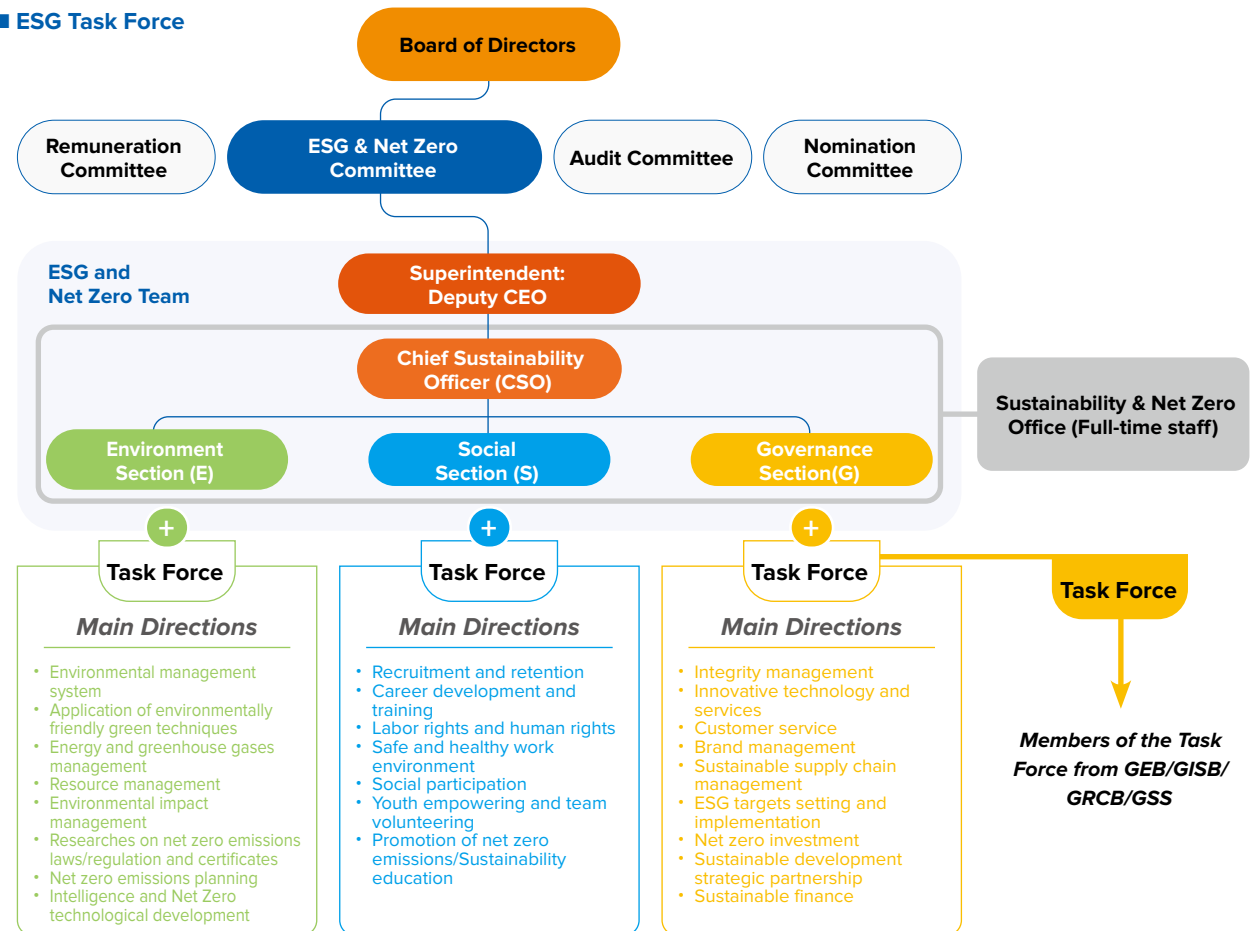 ESG Task Force
Board of Directors
Remuneration
Committee
ESG & Net Zero
Committee
Audit Committee
Nomination
Committee
ESG and
Net Zero Team
Superintendent:
Deputy CEO
Chief Sustainability
Officer (CSO)
Environment
Section (E)
Social
Section (S)
Governance
Section(G)
Sustainability & Net Zero
Office (Full-time staff)
+
Task Force
Main Directions
• Environmental management
system
• Application of environmentally
friendly green techniques
• Energy and greenhouse gases
management
• Resource management
• Environmental impact
management
• Researches on net zero emissions
laws/regulation and certificates
• Net zero emissions planning
• Intelligence and Net Zero
technological development
+
Task Force
Main Directions
• Recruitment and retention
• Career development and
training
• Labor rights and human rights
• Safe and healthy work
environment
• Social participation
• Youth empowering and team
volunteering
• Promotion of net zero
emissions/Sustainability
education
+
Task Force
Main Directions
• Integrity management
• Innovative technology and
services
• Customer service
• Brand management
• Sustainable supply chain
management
• ESG targets setting and
implementation
• Net zero investment
• Sustainable development
strategic partnership
• Sustainable finance
Task Force
Members of the Task
Force from GEB/GISB/
GRCB/GSS